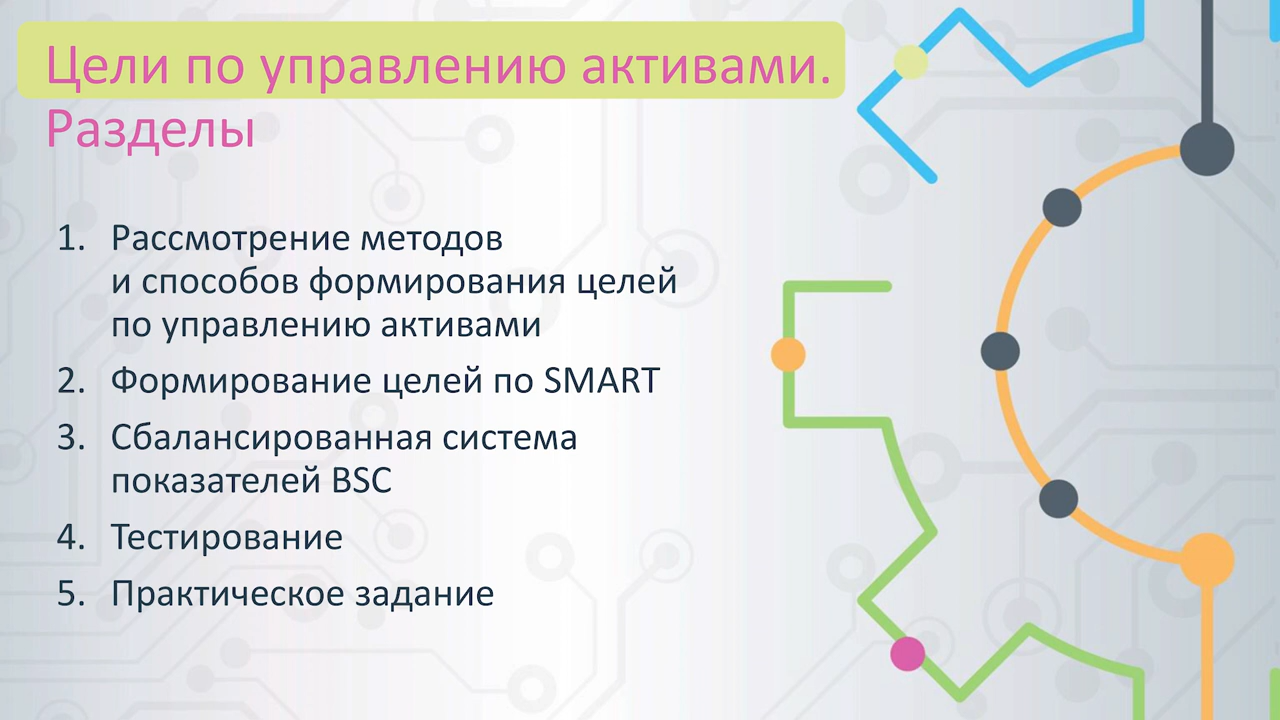 Цели по управлению активами.
Разделы
1. Рассмотрение методов
и способов формирования целей
по управлению активами
2. Формирование целей по SMART
3. Сбалансированная система
показателей BSC
4. Тестирование
5. Практическое задание